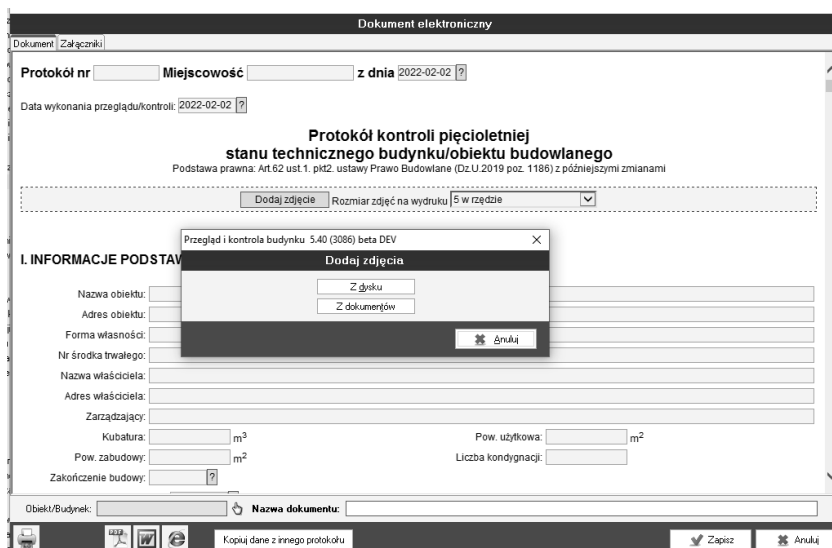 Dokument elektroniczny
Dokument Załączniki
Protokół nr Miejscowość z dnia 2022-02-02 ?
Data wykonania przeglądu/kontroli: 2022-02-02 ?
Protokół kontroli pięcioletniej
stanu technicznego budynku/obiektu budowlanego
Podstawa prawna: Art.62 ust.1. pkt2. ustawy Prawo Budowlane (Dz.U.2019 poz. 1186) z późniejszymi zmianami
Dodaj zdjęcie Rozmiar zdjęć na wydruku 5 w rzędzie
Przegląd i kontrola budynku 5.40 (3086) beta DEV
I. INFORMACJE PODSTAW
Dodaj zdjęcia
Z dysku
Z dokumentów
Anuluj
Nazwa obiektu:
Adres obiektu:
Forma własności:
Nr środka trwałego:
Nazwa właściciela:
Adres właściciela:
Zarządzający:
Kubatura: m3 Pow. użytkowa: m2
Pow. zabudowy: m2 Liczba kondygnacji:
Zakończenie budowy: ?
Obiekt/Budynek: Nazwa dokumentu:
PDF W Kopiuj dane z innego protokołu Zapisz Anuluj